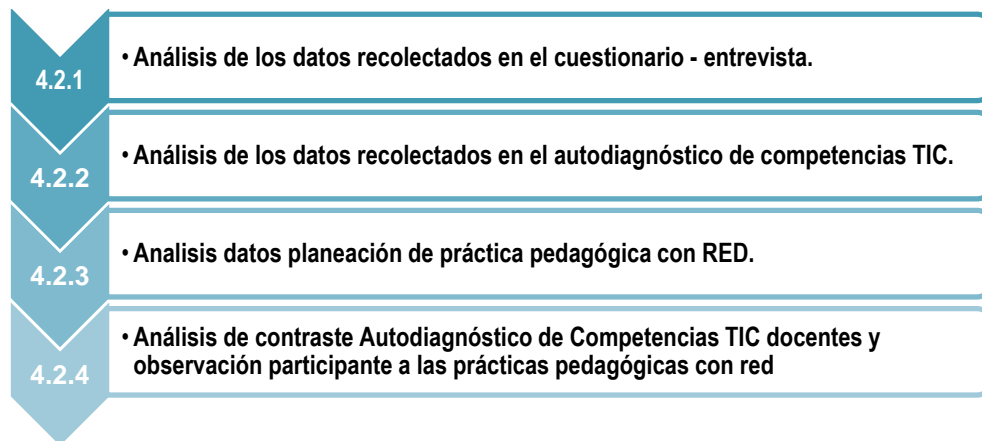 4.2.1
• Análisis de los datos recolectados en el cuestionario - entrevista.
4.2.2
• Análisis de los datos recolectados en el autodiagnóstico de competencias TIC.
4.2.3
• Analisis datos planeación de práctica pedagógica con RED.
4.2.4
• Análisis de contraste Autodiagnóstico de Competencias TIC docentes y
observación participante a las prácticas pedagógicas con red